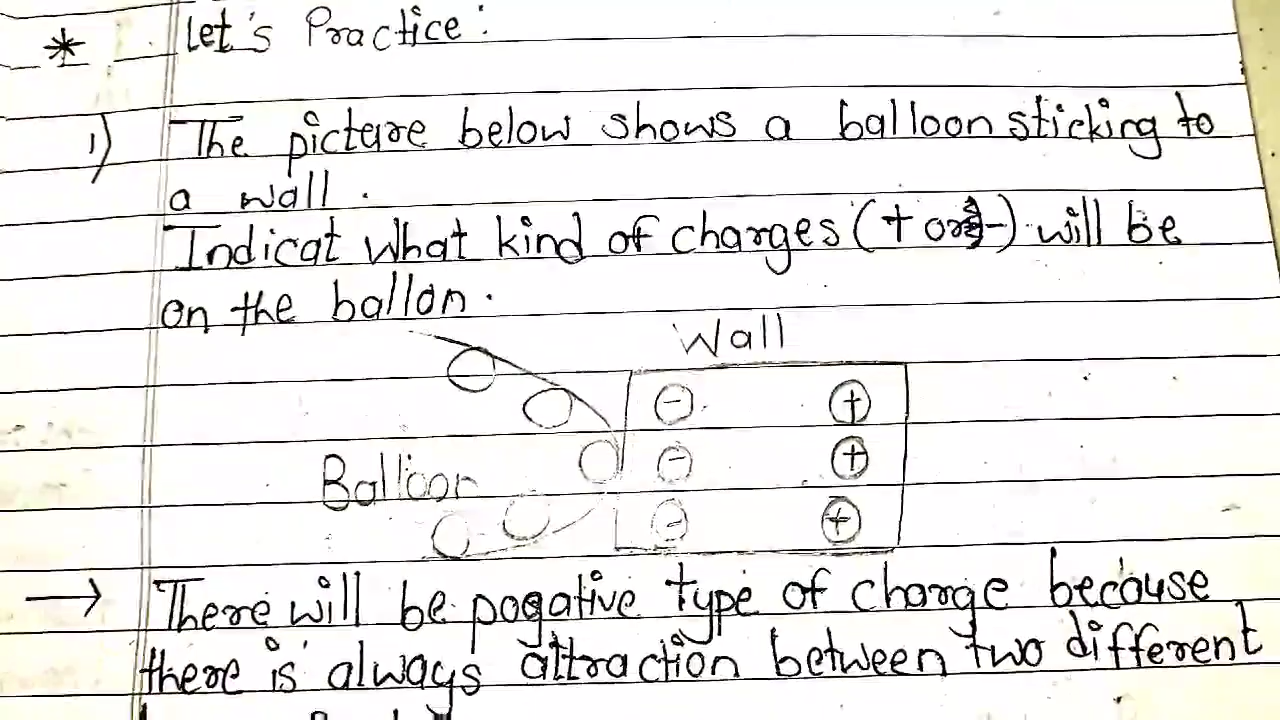 * Let's Practice:
1) The picture below shows a balloon sticking to
a wall.
Indicat what kind of charges (+ or -) will be
on the ballon.
Wall
- +
Balloon - +
- +
→ There will be pogative type of charge because
there is always attraction between two different